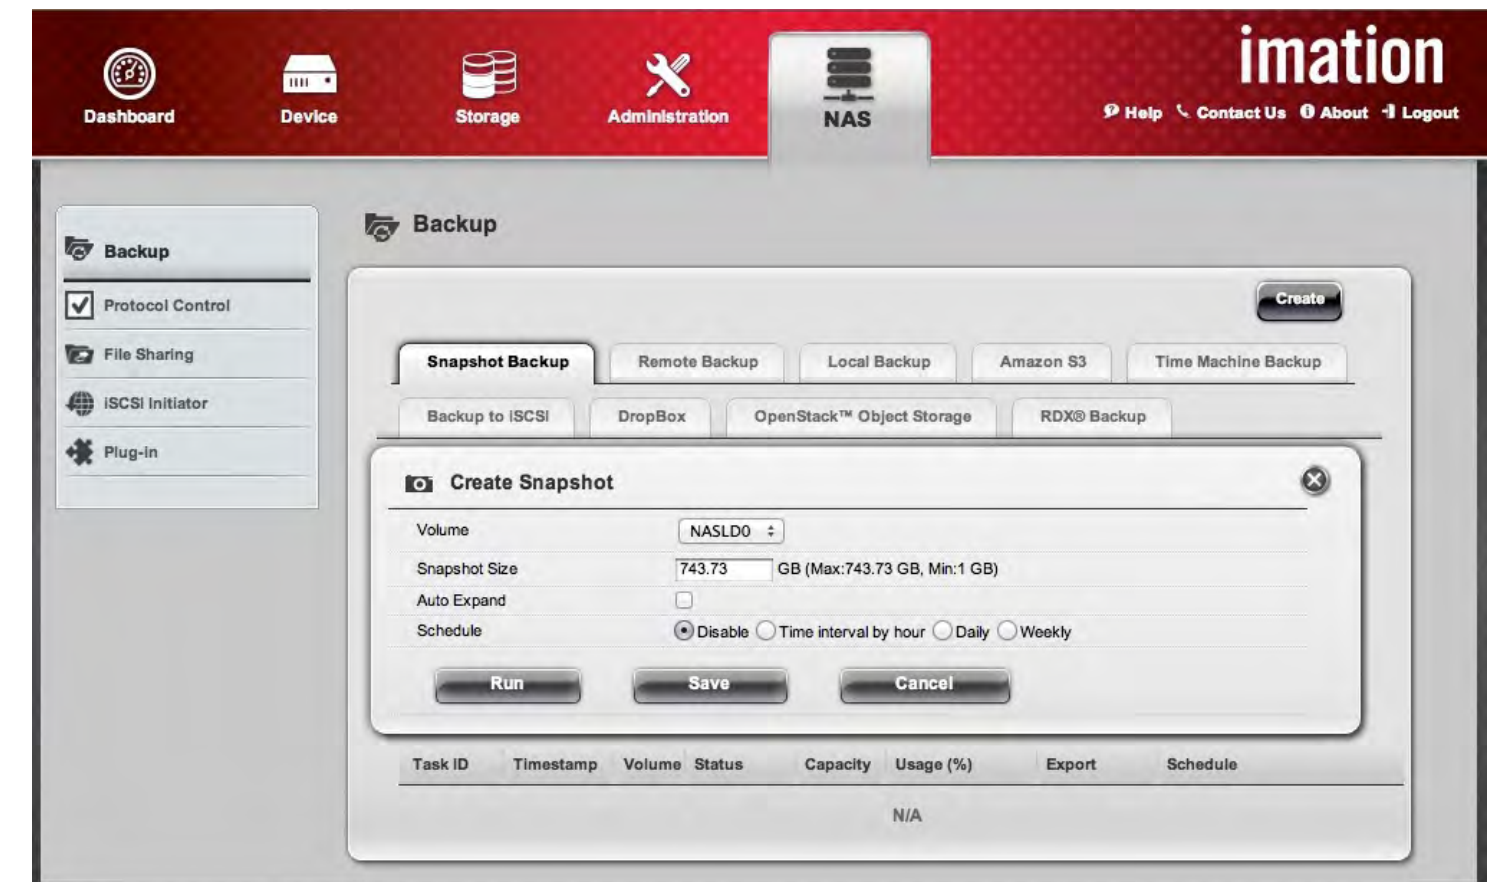 imation
Dashboard Device Storage Administration NAS
Help Contact Us About Logout
Backup
Backup
Protocol Control
File Sharing
iSCSI Initiator
Plug-in
Create
Snapshot Backup Remote Backup Local Backup Amazon S3 Time Machine Backup
Backup to iSCSI DropBox OpenStack™ Object Storage RDX® Backup
Create Snapshot
Volume NASLD0
Snapshot Size 743.73 GB (Max:743.73 GB, Min:1 GB)
Auto Expand
Schedule Disable Time interval by hour Daily Weekly
Run Save Cancel
Task ID Timestamp Volume Status Capacity Usage (%) Export Schedule
N/A